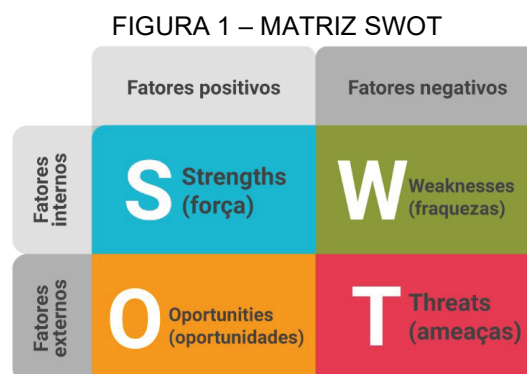 FIGURA 1 – MATRIZ SWOT
Fatores positivos
Fatores negativos
Fatores
internos
S
Strengths
(força)
W
Weaknesses
(fraquezas)
Fatores
externos
O
Oportunities
(oportunidades)
T
Threats
(ameaças)